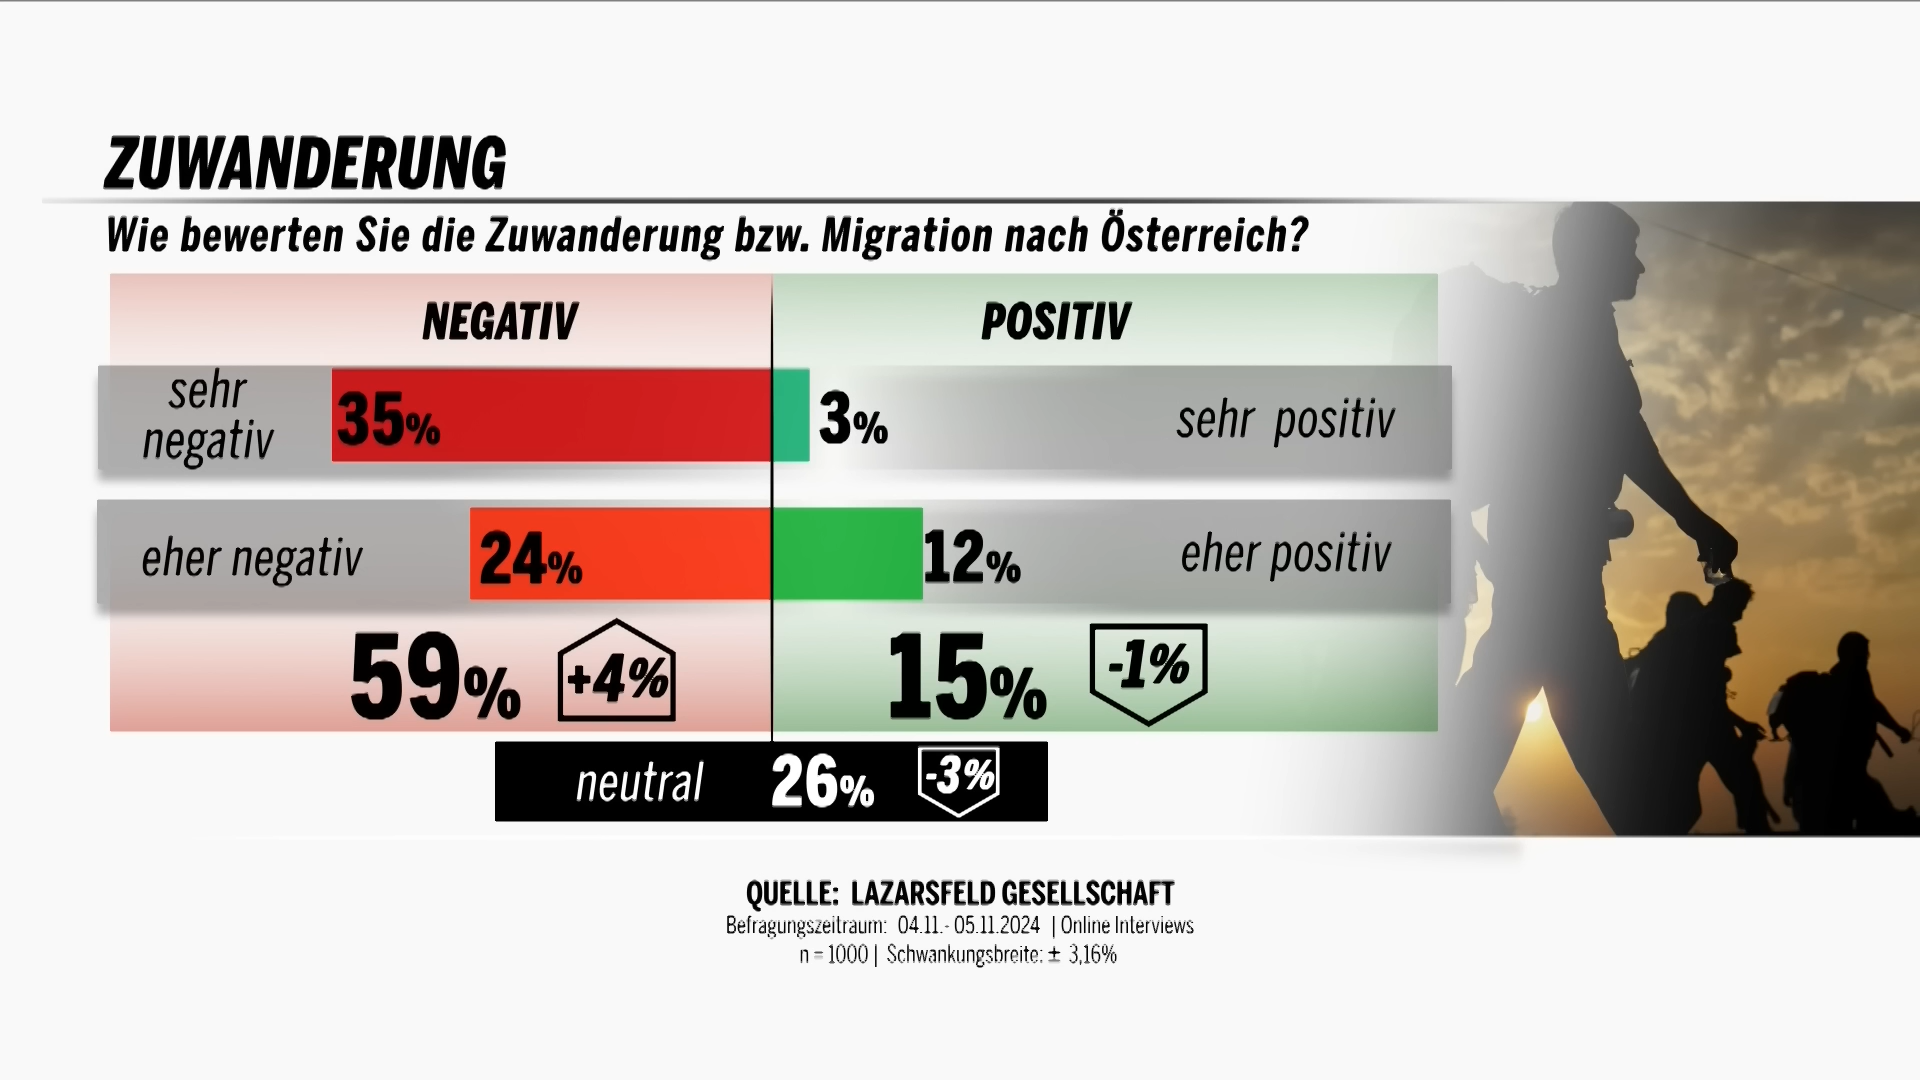 ZUWANDERUNG
Wie bewerten Sie die Zuwanderung bzw. Migration nach Österreich?
NEGATIV
POSITIV
sehr
negativ
35%
3%
sehr positiv
eher negativ
24%
12%
eher positiv
59%
+4%
15%
-1%
neutral 26% -3%
QUELLE: LAZARSFELD GESELLSCHAFT
Befragungszeitraum: 04.11.- 05.11.2024 | Online Interviews
n = 1000 | Schwankungsbreite: ± 3,16%